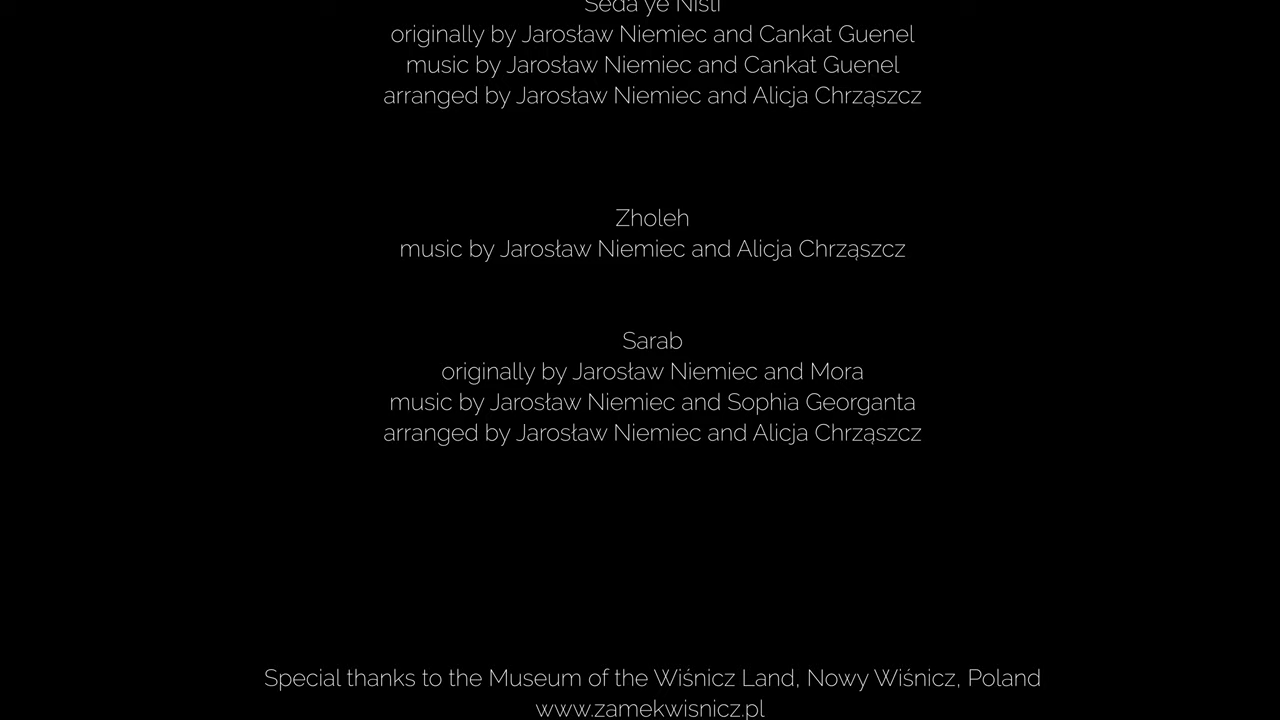 Seda ye Nisti
originally by Jarosław Niemiec and Cankat Guenel
music by Jarosław Niemiec and Cankat Guenel
arranged by Jarosław Niemiec and Alicja Chrząszcz
Zholeh
music by Jarosław Niemiec and Alicja Chrząszcz
Sarab
originally by Jarosław Niemiec and Mora
music by Jarosław Niemiec and Sophia Georganta
arranged by Jarosław Niemiec and Alicja Chrząszcz
Special thanks to the Museum of the Wiśnicz Land, Nowy Wiśnicz, Poland
www.zamekwisnicz.pl